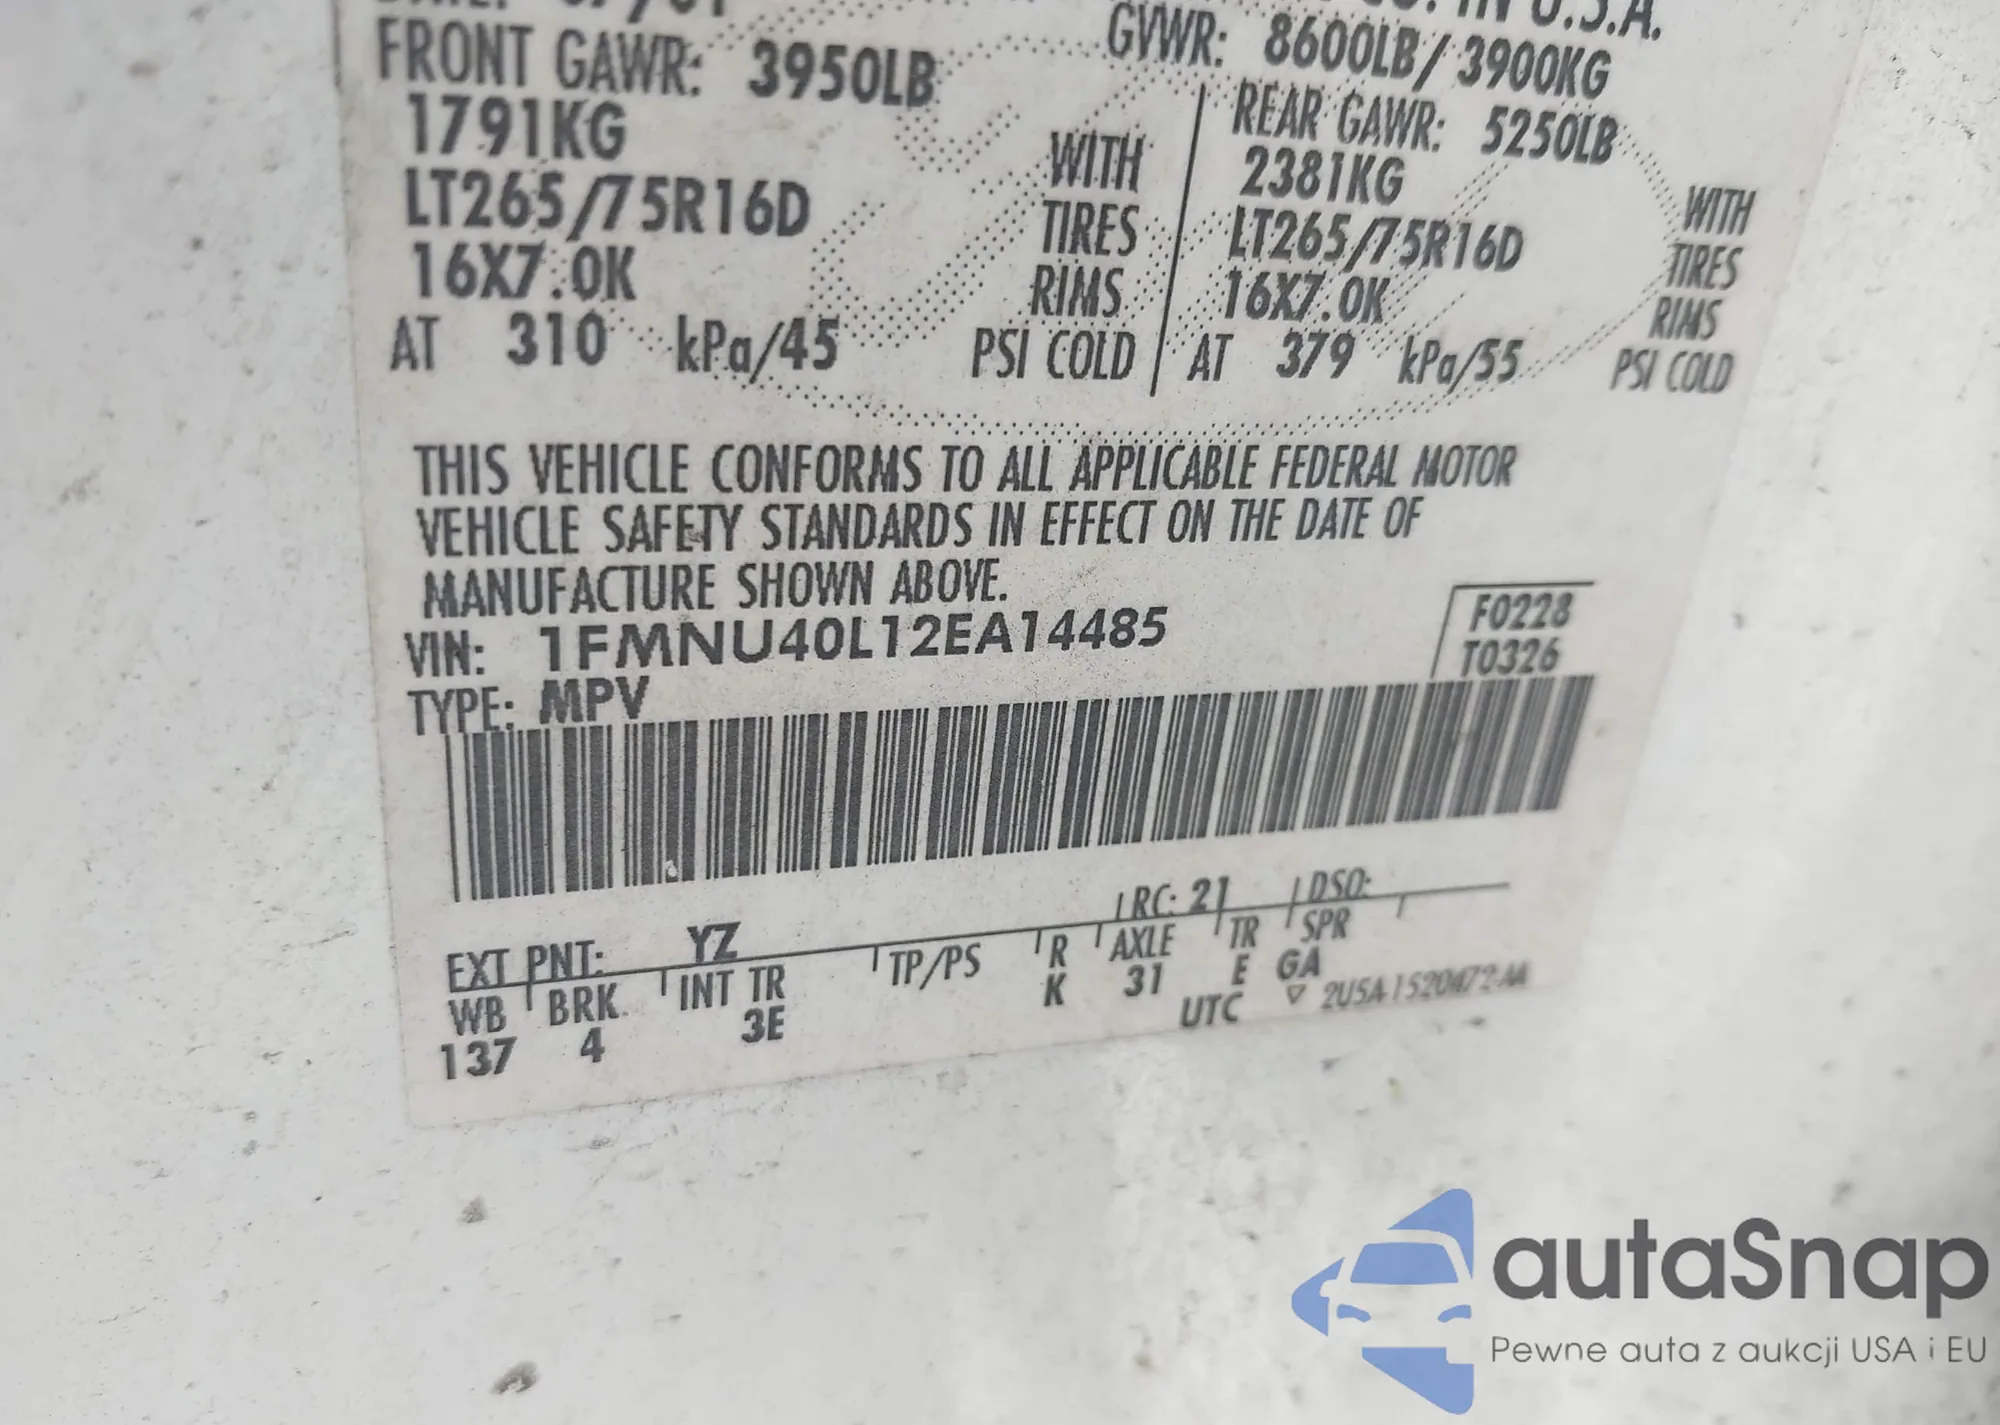 IN U.S.A.
FRONT GAWR: 3950LB
GVWR: 8600LB/ 3900KG
1791KG
WITH
REAR GAWR: 5250LB
2381KG
WITH
LT265/75R16D
TIRES
LT265/75R16D
TIRES
16X7.0K
RIMS
16X7.0K
RIMS
AT 310 kPa/45 PSI COLD
AT 379 kPa/55 PSI COLD
THIS VEHICLE CONFORMS TO ALL APPLICABLE FEDERAL MOTOR
VEHICLE SAFETY STANDARDS IN EFFECT ON THE DATE OF
MANUFACTURE SHOWN ABOVE.
VIN: 1FMNU40L12EA14485
F0228
T0326
TYPE: MPV
EXT PNT: YZ
RC: 21 DSO:
WB BRK INT TR TP/PS R AXLE TR SPR
137 4 3E K 31 E GA
UTC ▽ 2U5A-1520472-AA
autaSnap
Pewne auta z aukcji USA i EU